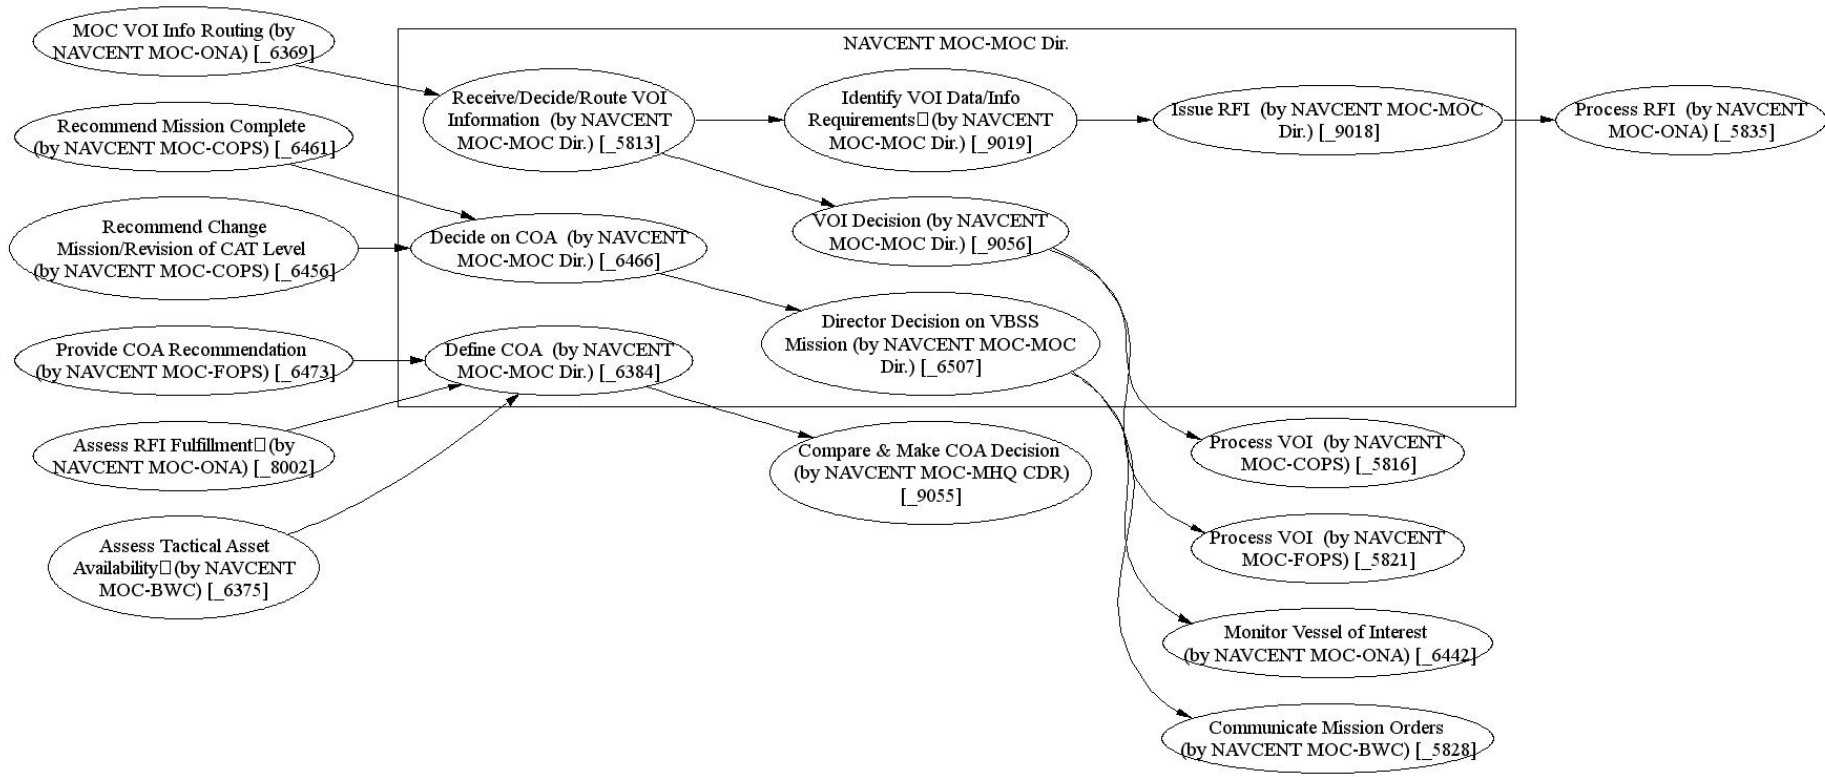 MOC VOI Info Routing (by
NAVCENT MOC-ONA) [_6369]
Recommend Mission Complete
(by NAVCENT MOC-COPS) [_6461]
Recommend Change
Mission/Revision of CAT Level
(by NAVCENT MOC-COPS) [_6456]
Provide COA Recommendation
(by NAVCENT MOC-FOPS) [_6473]
Assess RFI Fulfillment□ (by
NAVCENT MOC-ONA) [_8002]
Assess Tactical Asset
Availability□ (by NAVCENT
MOC-BWC) [_6375]
NAVCENT MOC-MOC Dir.
Receive/Decide/Route VOI
Information (by NAVCENT
MOC-MOC Dir.) [_5813]
Decide on COA (by NAVCENT
MOC-MOC Dir.) [_6466]
Define COA (by NAVCENT
MOC-MOC Dir.) [_6384]
Identify VOI Data/Info
Requirements□ (by NAVCENT
MOC-MOC Dir.) [_9019]
VOI Decision (by NAVCENT
MOC-MOC Dir.) [_9056]
Director Decision on VBSS
Mission (by NAVCENT MOC-MOC
Dir.) [_6507]
Compare & Make COA Decision
(by NAVCENT MOC-MHQ CDR)
[_9055]
Issue RFI (by NAVCENT MOC-MOC
Dir.) [_9018]
Process RFI (by NAVCENT
MOC-ONA) [_5835]
Process VOI (by NAVCENT
MOC-COPS) [_5816]
Process VOI (by NAVCENT
MOC-FOPS) [_5821]
Monitor Vessel of Interest
(by NAVCENT MOC-ONA) [_6442]
Communicate Mission Orders
(by NAVCENT MOC-BWC) [_5828]